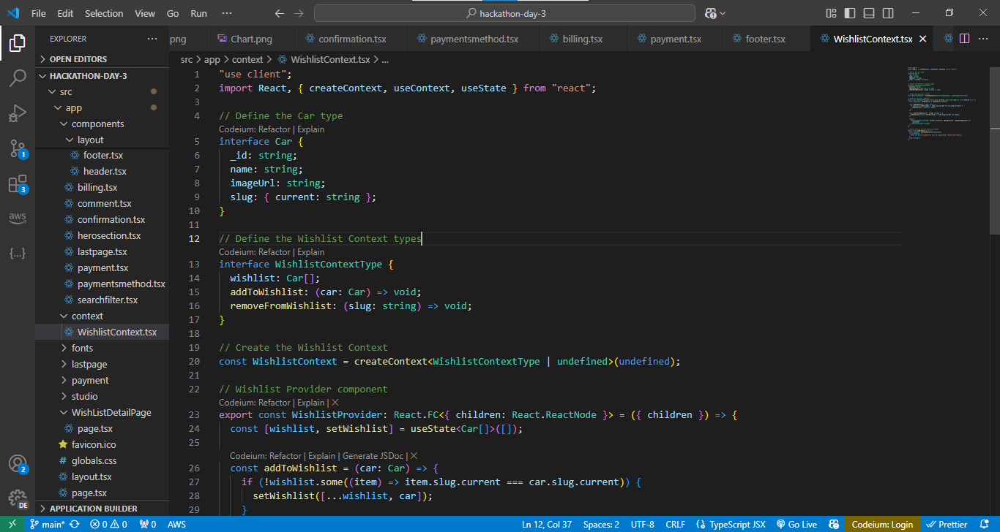 File Edit Selection View Go Run ··· hackathon-day-3
EXPLORER ···
png Chart.png confirmation.tsx paymentsmethod.tsx billing.tsx payment.tsx footer.tsx WishlistContext.tsx
OPEN EDITORS
HACKATHON-DAY-3
src
app
components
layout
footer.tsx
header.tsx
billing.tsx
comment.tsx
confirmation.tsx
herosection.tsx
lastpage.tsx
payment.tsx
paymentsmethod.tsx
searchfilter.tsx
context
WishlistContext.tsx
fonts
lastpage
payment
studio
WishListDetailPage
page.tsx
favicon.ico
# globals.css
layout.tsx
page.tsx
APPLICATION BUILDER
1
3
aws
{...}
2
DE
src > app > context > WishlistContext.tsx > ...
1 "use client";
2 import React, { createContext, useContext, useState } from "react";
3
4 // Define the Car type
Codeium: Refactor | Explain
5 interface Car {
6 _id: string;
7 name: string;
8 imageUrl: string;
9 slug: { current: string };
10 }
11
12 // Define the Wishlist Context types
Codeium: Refactor | Explain
13 interface WishlistContextType {
14 wishlist: Car[];
15 addToWishlist: (car: Car) => void;
16 removeFromWishlist: (slug: string) => void;
17 }
18
19 // Create the Wishlist Context
20 const WishlistContext = createContext<WishlistContextType | undefined>(undefined);
21
22 // Wishlist Provider component
Codeium: Refactor | Explain | X
23 export const WishlistProvider: React.FC<{ children: React.ReactNode }> = ({ children }) => {
24 const [wishlist, setWishlist] = useState<Car[]>([]);
25
Codeium: Refactor | Explain | Generate JSDoc | X
26 const addToWishlist = (car: Car) => {
27 if (!wishlist.some((item) => item.slug.current === car.slug.current)) {
28 setWishlist([...wishlist, car]);
29 }
main* 0 0 0 AWS Ln 12, Col 37 Spaces: 2 UTF-8 CRLF {} TypeScript JSX Go Live Codeium: Login Prettier